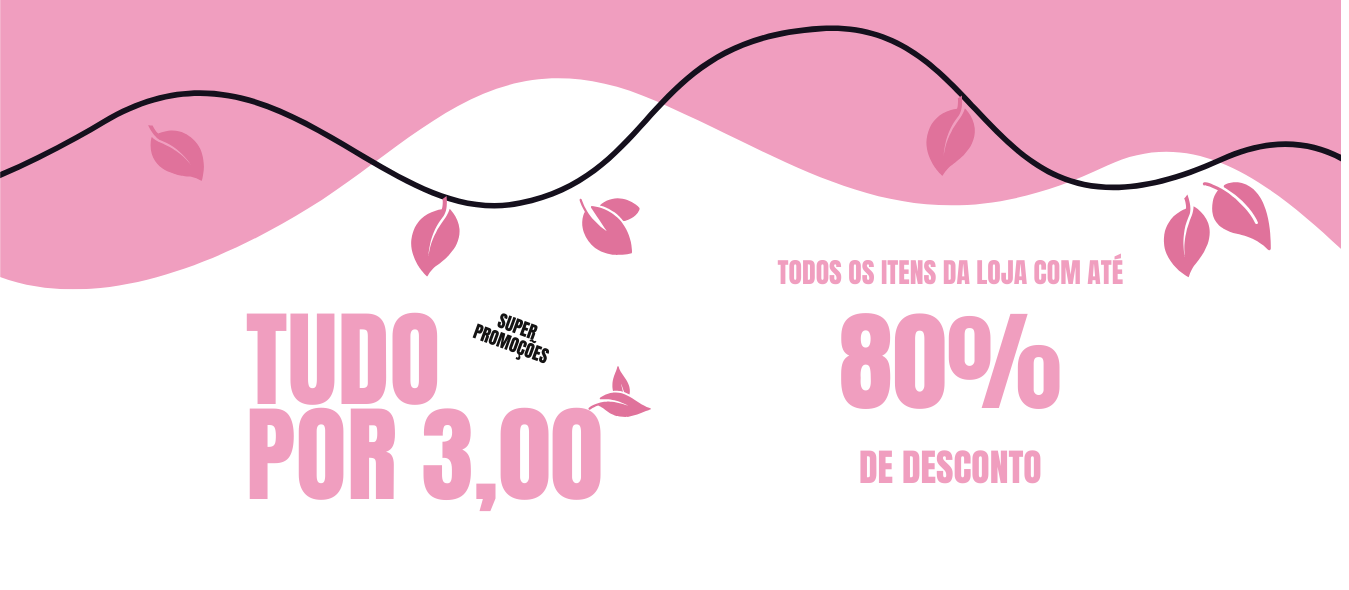 TUDO
POR 3,00
SUPER
PROMOÇÕES
TODOS OS ITENS DA LOJA COM ATÉ
80%
DE DESCONTO